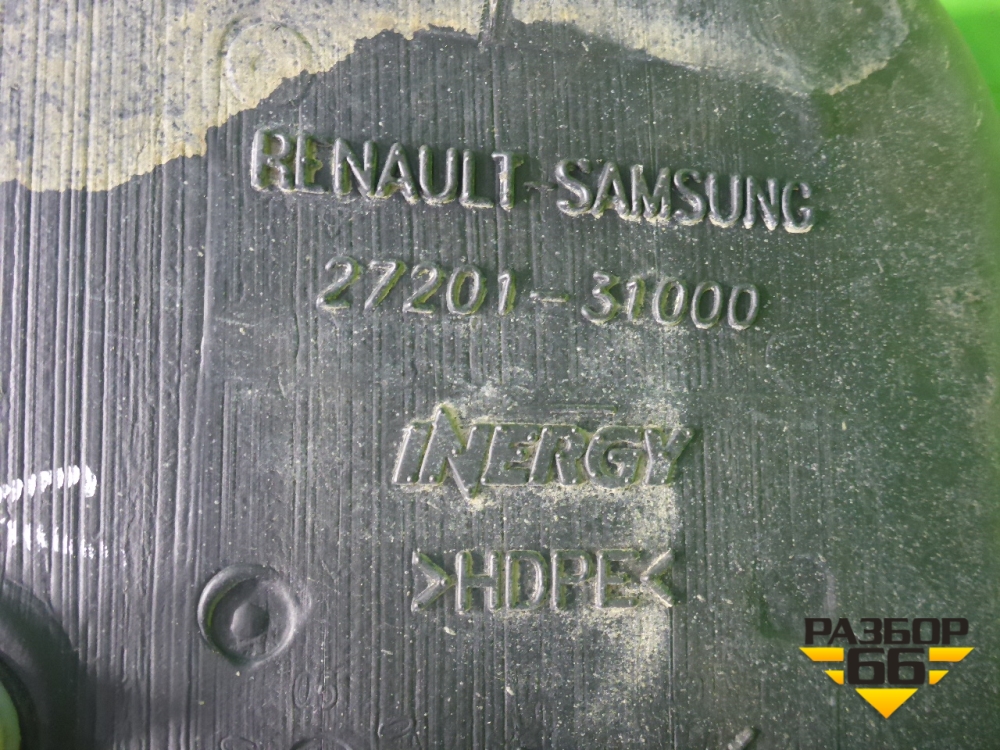 RENAULT SAMSUNG
27201-31000
INERGY
>HDPE<
РАЗБОР
66